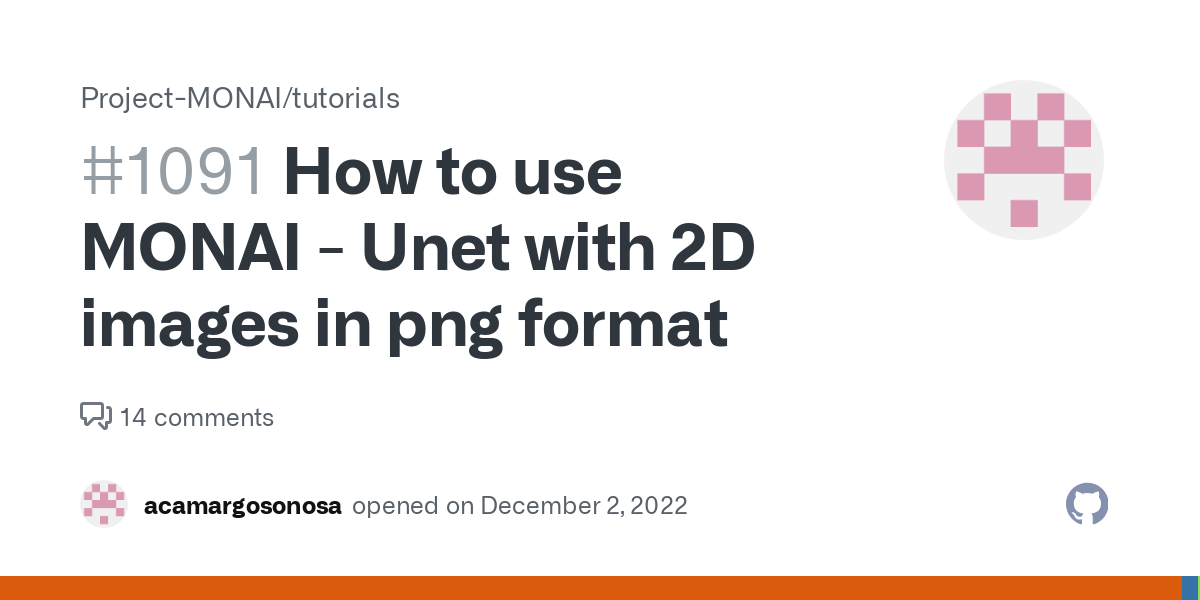 Project-MONAI/tutorials
#1091 How to use
MONAI - Unet with 2D
images in png format
14 comments
acamargosonosa opened on December 2, 2022